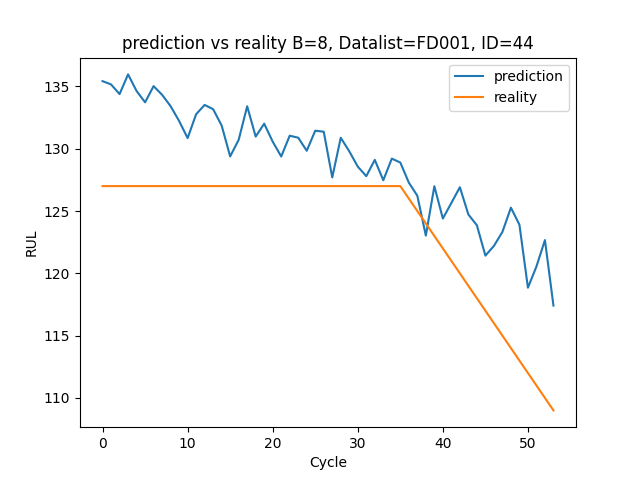 prediction vs reality B=8, Datalist=FD001, ID=44
prediction
reality
RUL
135
130
125
120
115
110
0 10 20 30 40 50
Cycle